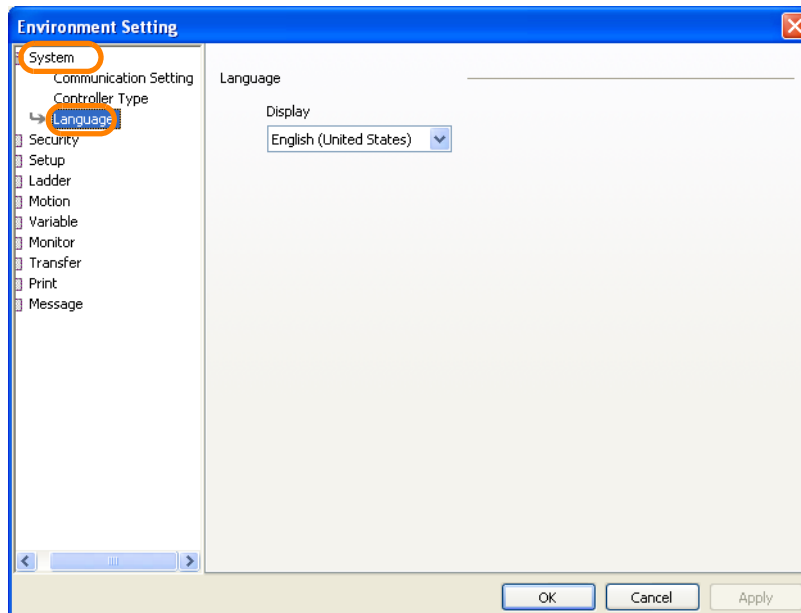 Environment Setting
System
Communication Setting
Controller Type
Language
Security
Setup
Ladder
Motion
Variable
Monitor
Transfer
Print
Message
Language
Display
English (United States)
OK
Cancel
Apply